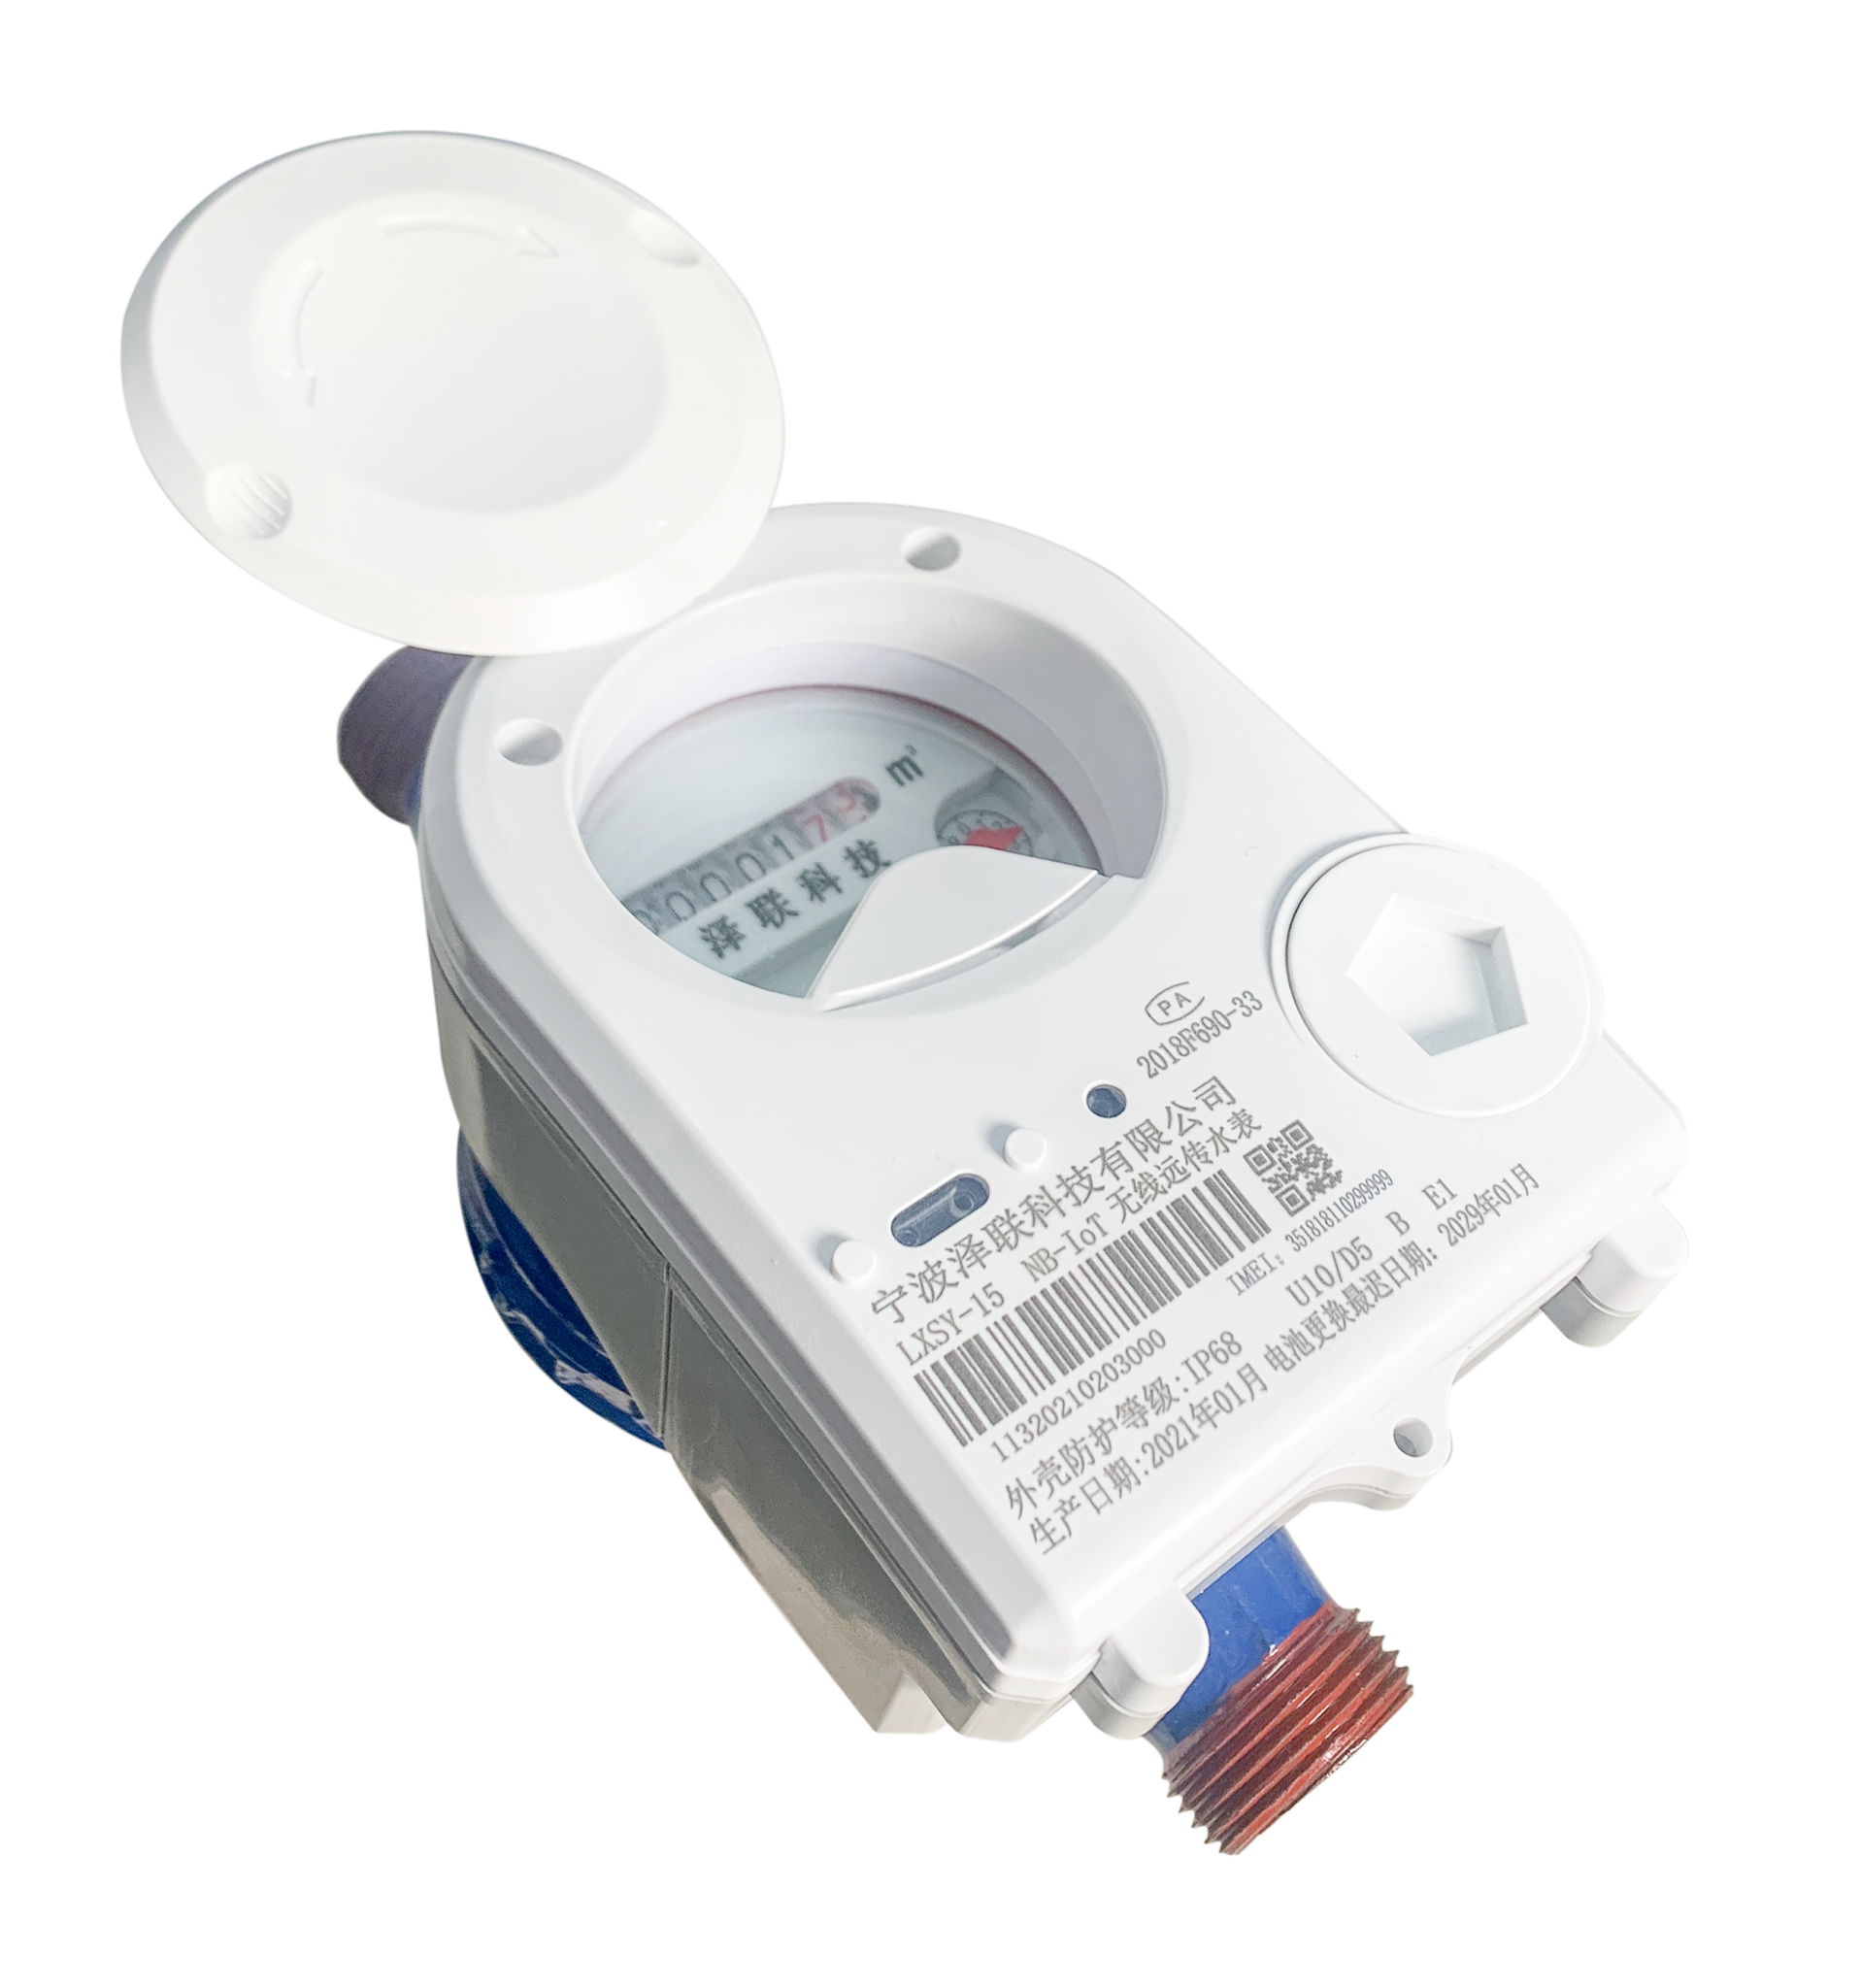 m³
000017
泽联科技
PA
2018F690-33
宁波泽联科技有限公司
LXSY-15 NB-IoT 无线远传水表
1132021020300​0
IMEI: 351818110299999
外壳防护等级:IP68 U10/D5 B E1
生产日期:2021年01月 电池更换最迟日期: 2029年01月